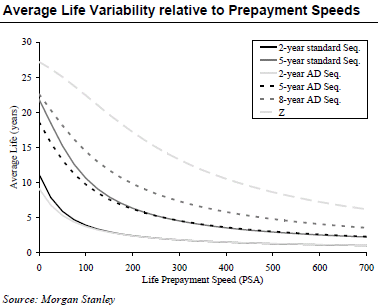 Average Life Variability relative to Prepayment Speeds
30
25
20
15
10
5
0
Average Life (years)
2-year standard Seq.
5-year standard Seq.
2-year AD Seq.
5-year AD Seq.
8-year AD Seq.
Z
0 100 200 300 400 500 600 700
Life Prepayment Speed (PSA)
Source: Morgan Stanley